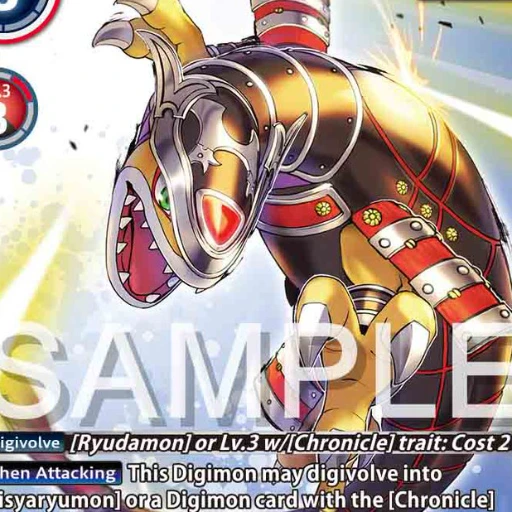 .3
SAMPLE
igivolve [Ryudamon] or Lv.3 w/[Chronicle] trait: Cost 2
hen Attacking This Digimon may digivolve into
isyaryumon] or a Digimon card with the [Chronicle]